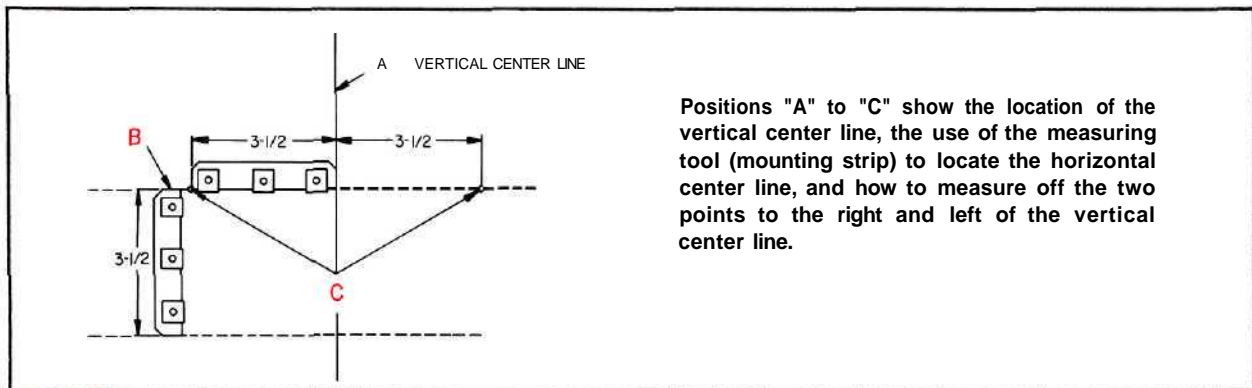 A VERTICAL CENTER LINE
B
3-1/2
3-1/2
3-1/2
C
Positions "A" to "C" show the location of the
vertical center line, the use of the measuring
tool (mounting strip) to locate the horizontal
center line, and how to measure off the two
points to the right and left of the vertical
center line.